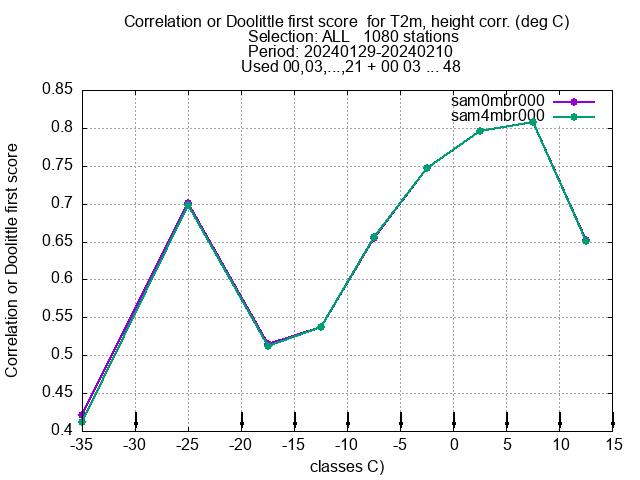 Correlation or Doolittle first score  for T2m, height corr. (deg C)
Selection: ALL   1080 stations
Period: 20240129-20240210
Used 00,03,...,21 + 00 03 ... 48
sam0mbr000
sam4mbr000
Correlation or Doolittle first score
0.85
0.8
0.75
0.7
0.65
0.6
0.55
0.5
0.45
0.4
-35 -30 -25 -20 -15 -10 -5 0 5 10 15
classes C)